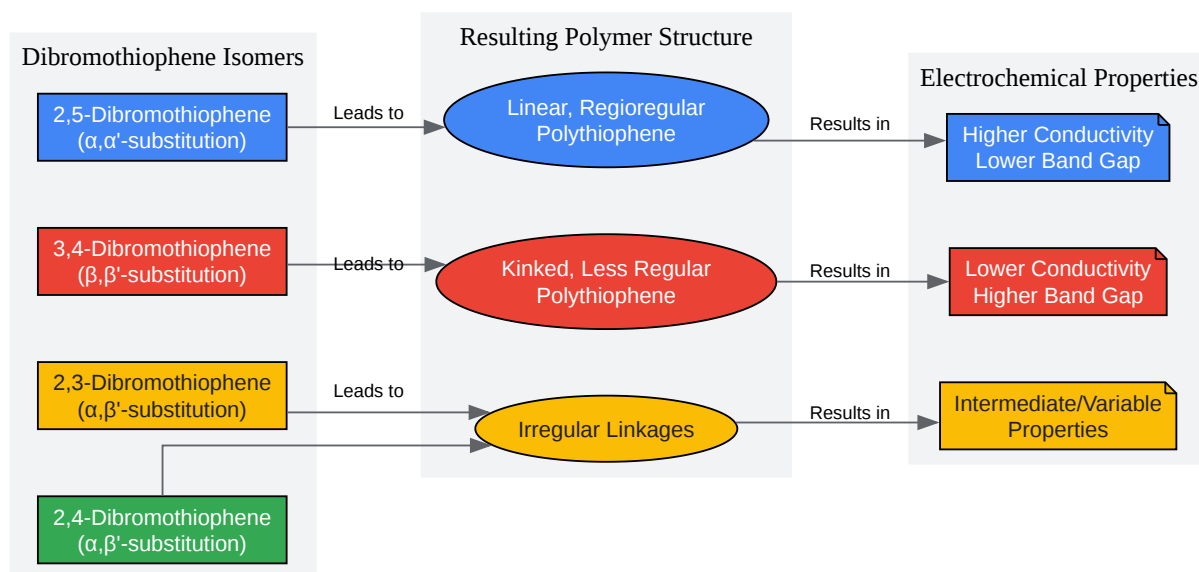 Dibromothiophene Isomers
2,5-Dibromothiophene
(α,α'-substitution)
3,4-Dibromothiophene
(β,β'-substitution)
2,3-Dibromothiophene
(α,β'-substitution)
2,4-Dibromothiophene
(α,β'-substitution)
Leads to
Leads to
Leads to
Resulting Polymer Structure
Linear, Regioregular
Polythiophene
Kinked, Less Regular
Polythiophene
Irregular Linkages
Results in
Results in
Results in
Electrochemical Properties
Higher Conductivity
Lower Band Gap
Lower Conductivity
Higher Band Gap
Intermediate/Variable
Properties